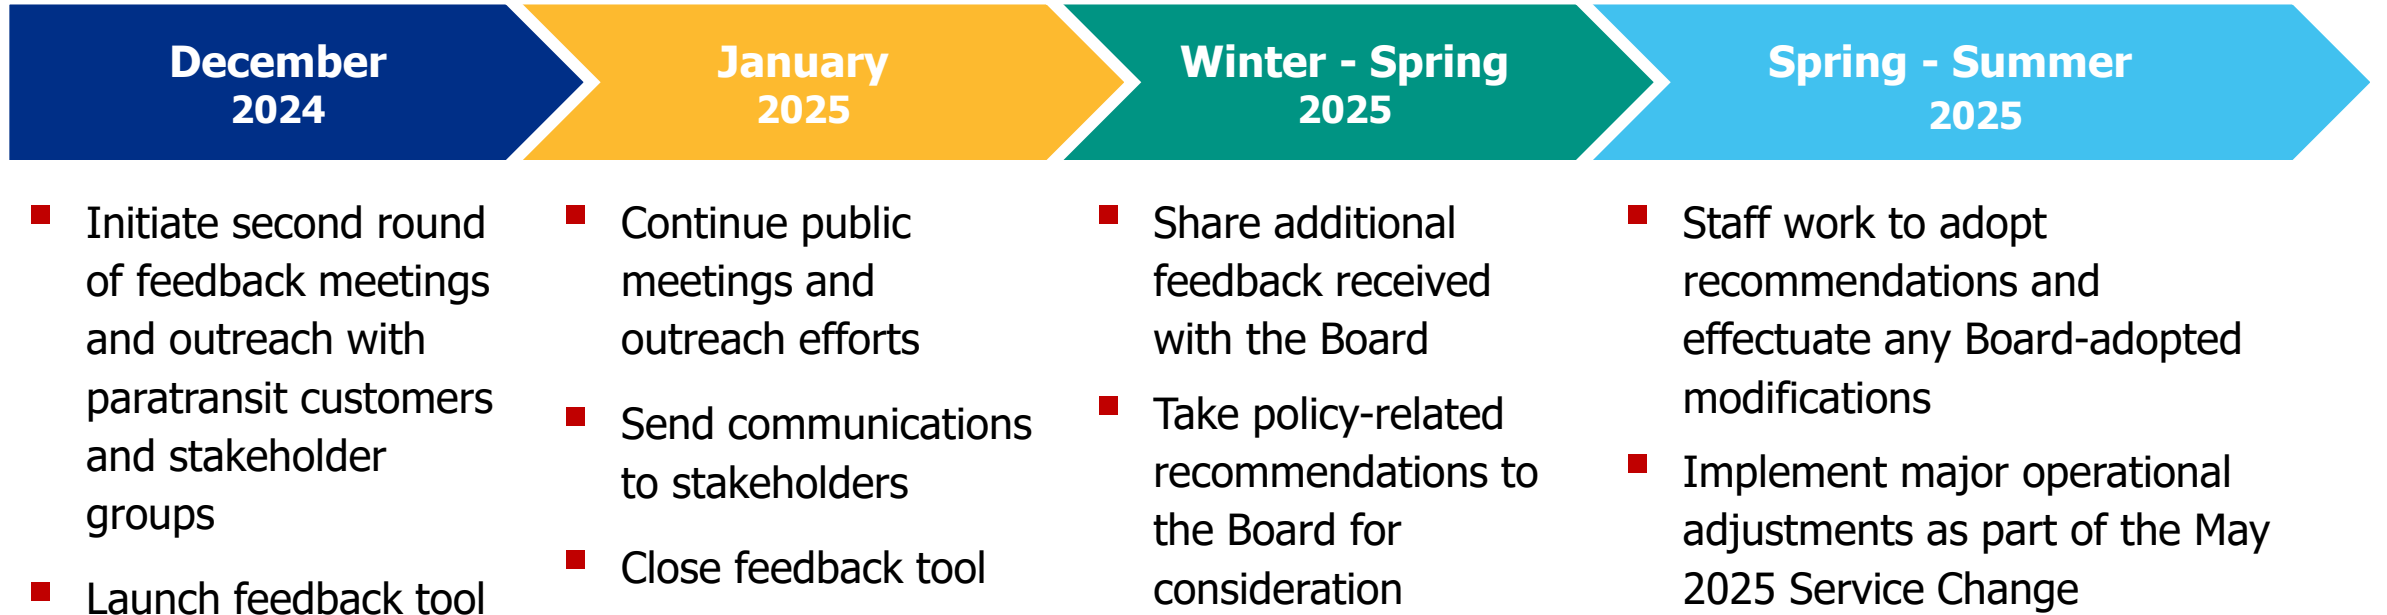 December
2024
January
2025
Winter - Spring
2025
Spring - Summer
2025
Initiate second round
of feedback meetings
and outreach with
paratransit customers
and stakeholder
groups
Launch feedback tool
Continue public
meetings and
outreach efforts
Send communications
to stakeholders
Close feedback tool
Share additional
feedback received
with the Board
Take policy-related
recommendations to
the Board for
consideration
Staff work to adopt
recommendations and
effectuate any Board-adopted
modifications
Implement major operational
adjustments as part of the May
2025 Service Change